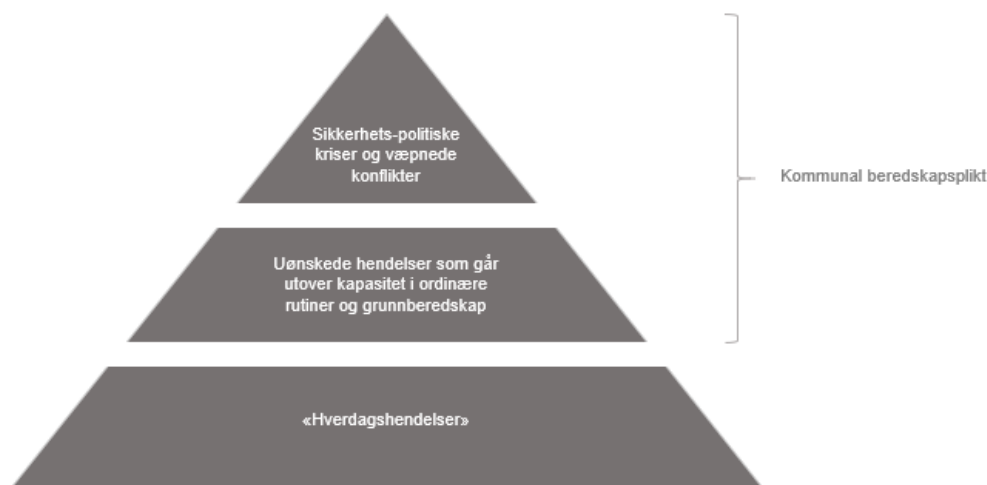 Sikkerhets-politiske
kriser og væpnede
konflikter
Kommunal beredskapsplikt
Uønskede hendelser som går
utover kapasitet i ordinære
rutiner og grunnberedskap
«Hverdagshendelser»